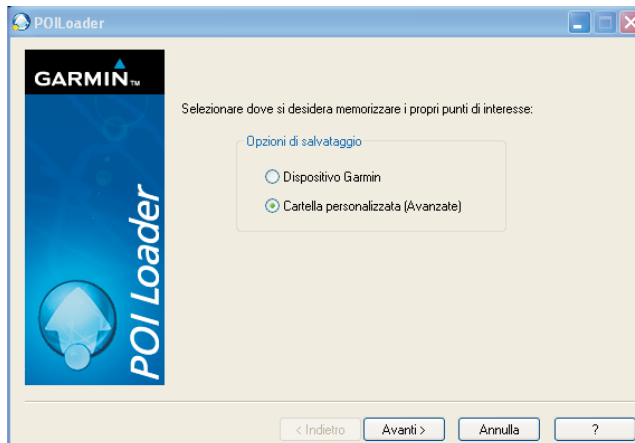 POILoader
GARMIN™
POI Loader
Selezionare dove si desidera memorizzare i propri punti di interesse:
Opzioni di salvataggio
Dispositivo Garmin
Cartella personalizzata (Avanzate)
< Indietro
Avanti >
Annulla
?